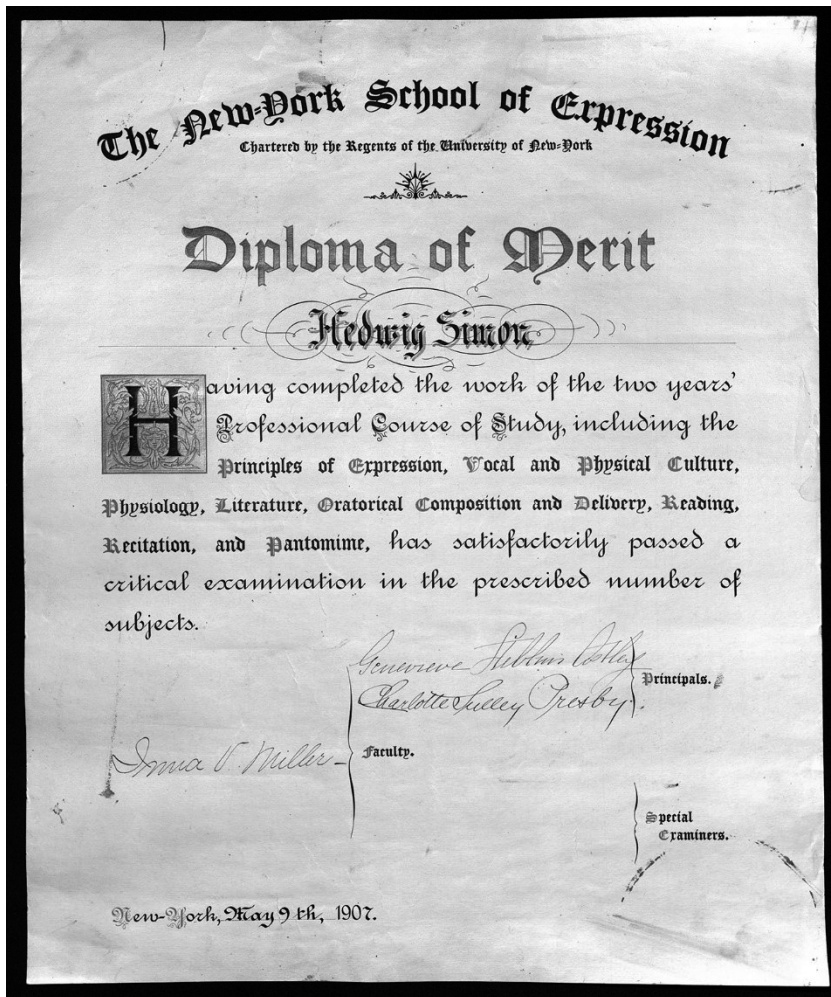 The New-York School of Expression
Chartered by the Regents of the University of New-York
Diploma of Merit
Hedwig Simon
Having completed the work of the two years'
Professional Course of Study, including the
Principles of Expression, Vocal and Physical Culture,
Physiology, Literature, Oratorical Composition and Delivery, Reading,
Recitation, and Pantomime, has satisfactorily passed a
critical examination in the prescribed number of
subjects.
Genevieve Stebbins Astley
Charlotte Sulley Presby.
Principals.
Irma V. Miller
Faculty.
Special
Examiners.
New-York, May 9th, 1907.